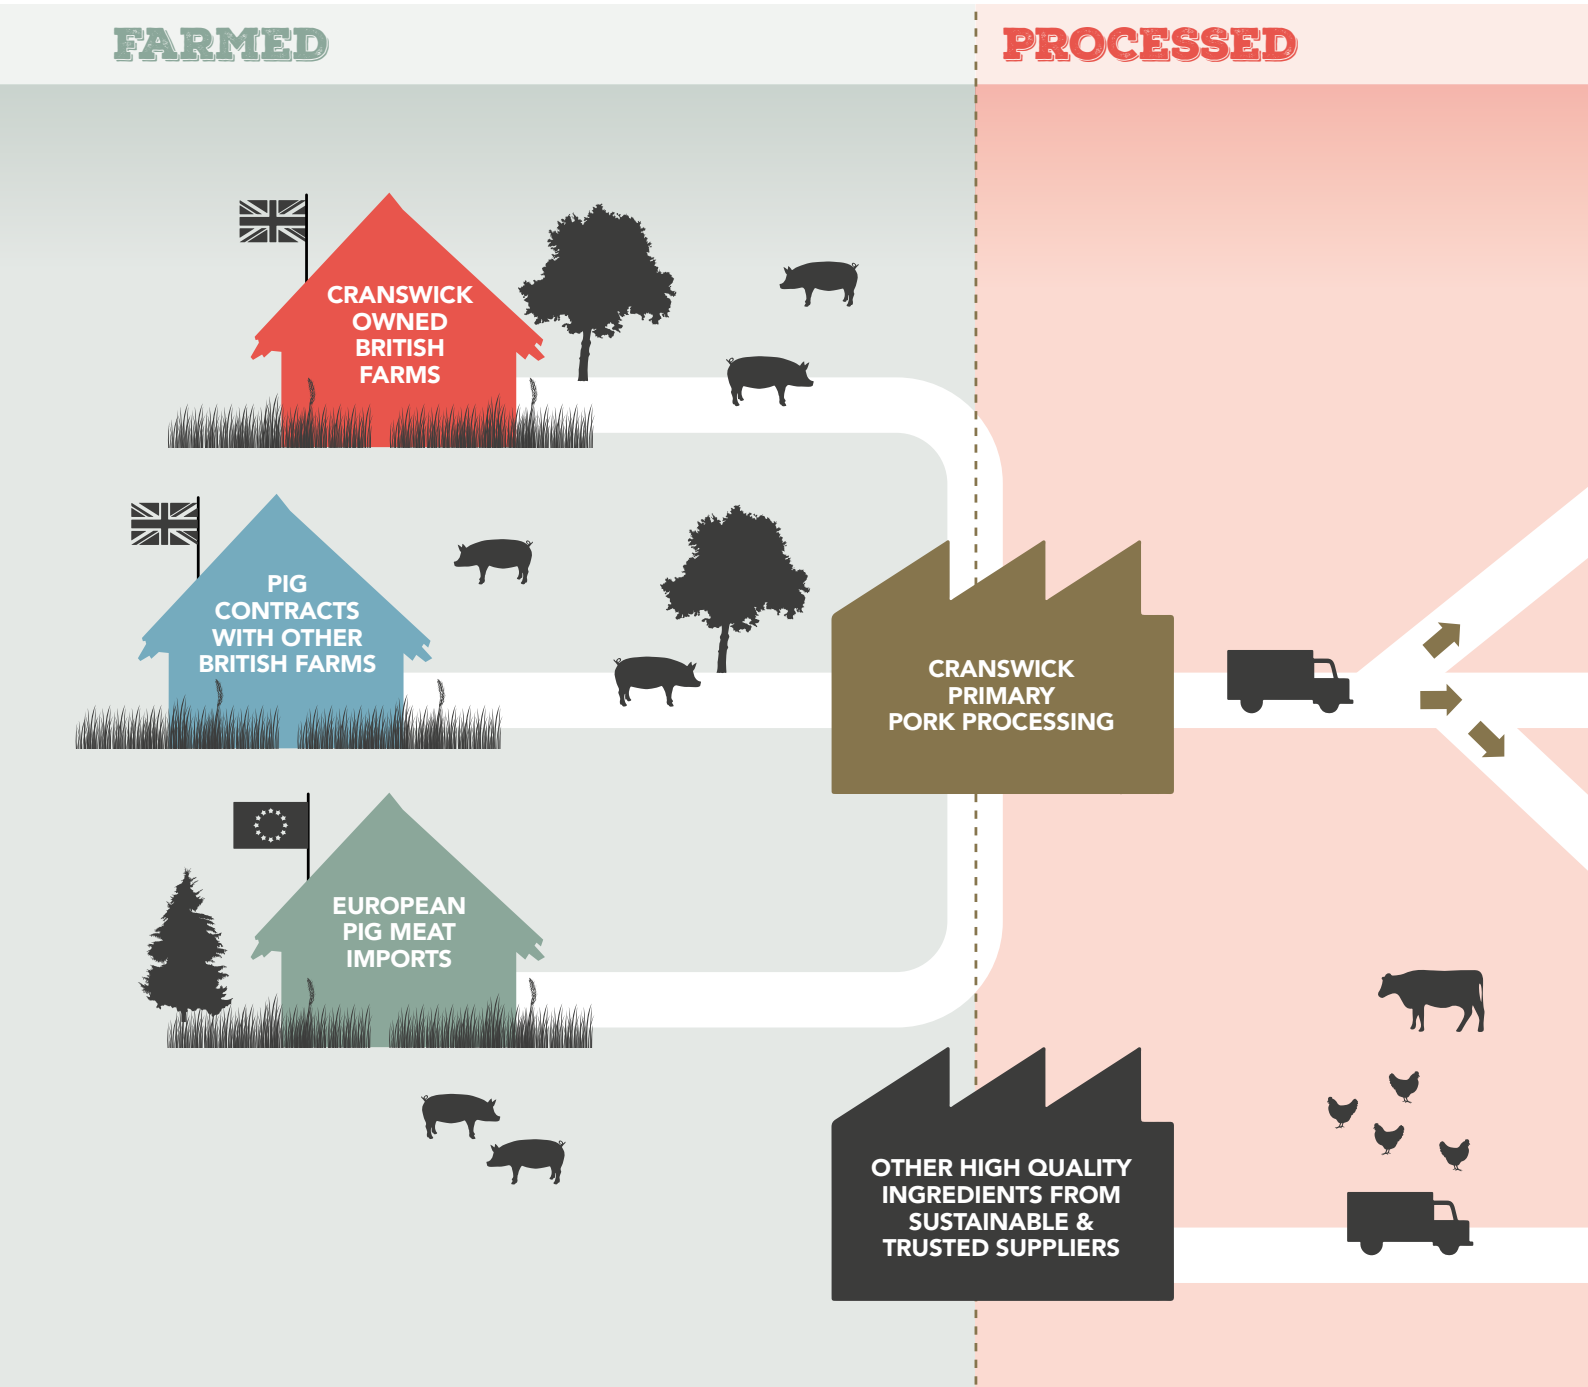 FARMED
PROCESSED
CRANSWICK
OWNED
BRITISH
FARMS
PIG
CONTRACTS
WITH OTHER
BRITISH FARMS
CRANSWICK
PRIMARY
PORK PROCESSING
EUROPEAN
PIG MEAT
IMPORTS
OTHER HIGH QUALITY
INGREDIENTS FROM
SUSTAINABLE &
TRUSTED SUPPLIERS